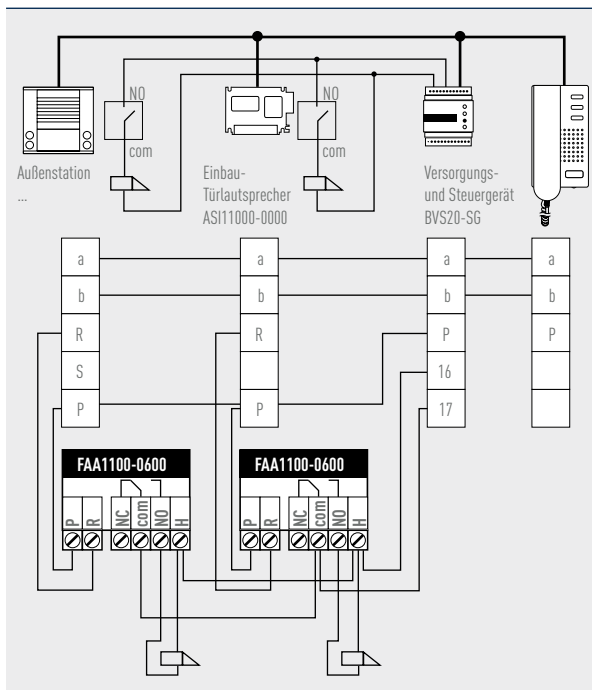 NO
NO
com
com
Außenstation
...
Einbau-
Türlautsprecher
ASI11000-0000
Versorgungs-
und Steuergerät
BVS20-SG
a
a
a
a
b
b
b
b
R
R
P
P
S
16
P
P
17
FAA1100-0600
FAA1100-0600
P
R
NC
com
NO
H
P
R
NC
com
NO
H